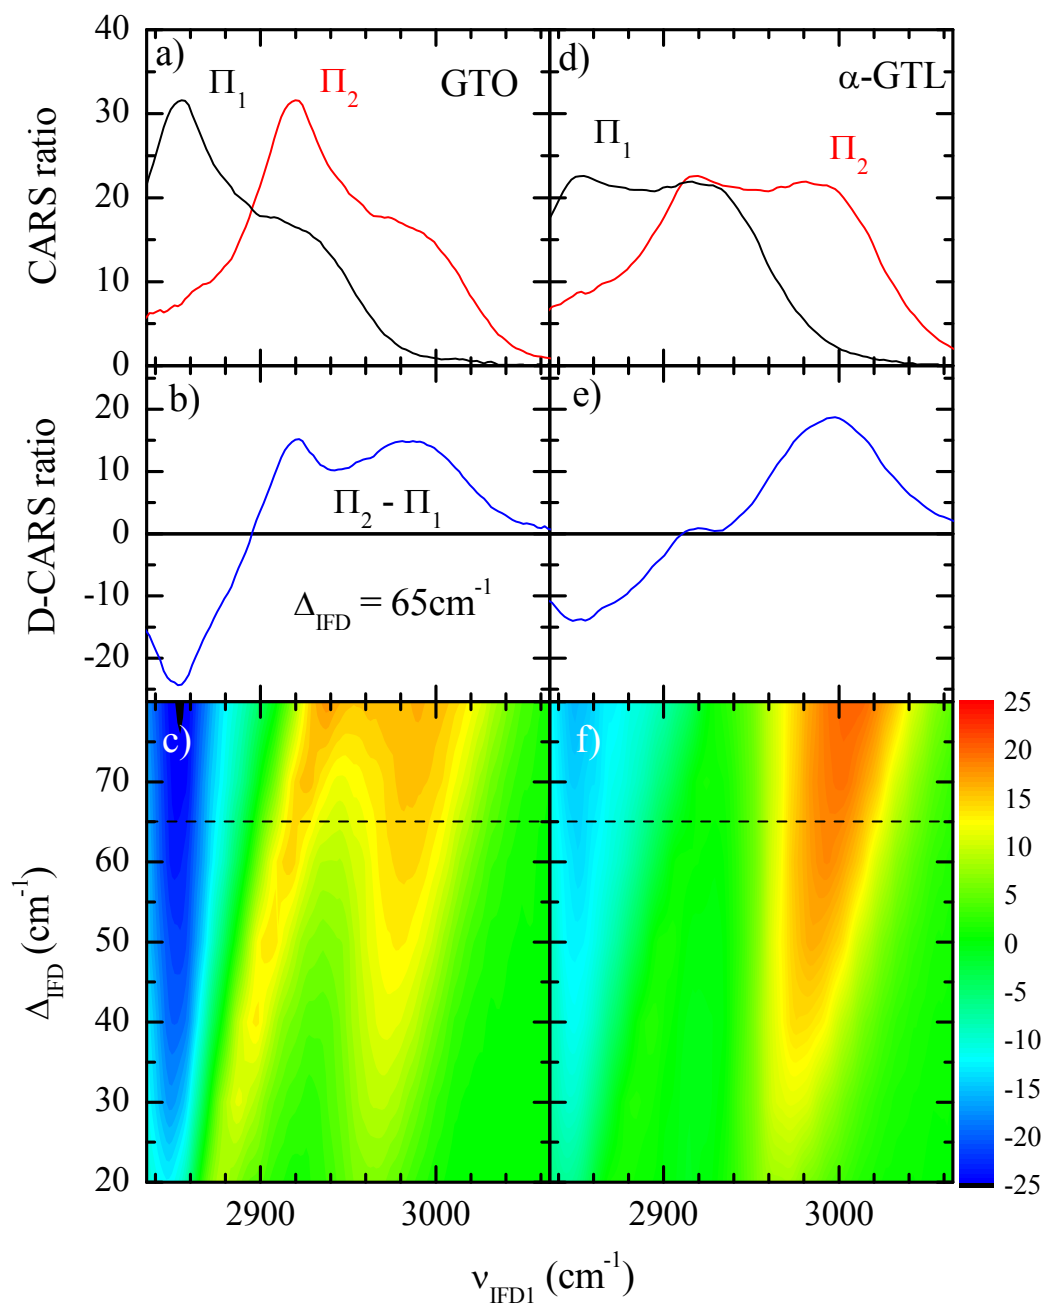 a)
Π1
Π2
GTO
d)
Π1
Π2
α-GTL
40
30
20
10
0
CARS ratio
b)
Π2 - Π1
ΔIFD = 65cm-1
e)
20
10
0
-10
-20
D-CARS ratio
c)
f)
70
60
50
40
30
20
ΔIFD (cm-1)
25
20
15
10
5
0
-5
-10
-15
-20
-25
2900
3000
2900
3000
νIFD1 (cm-1)